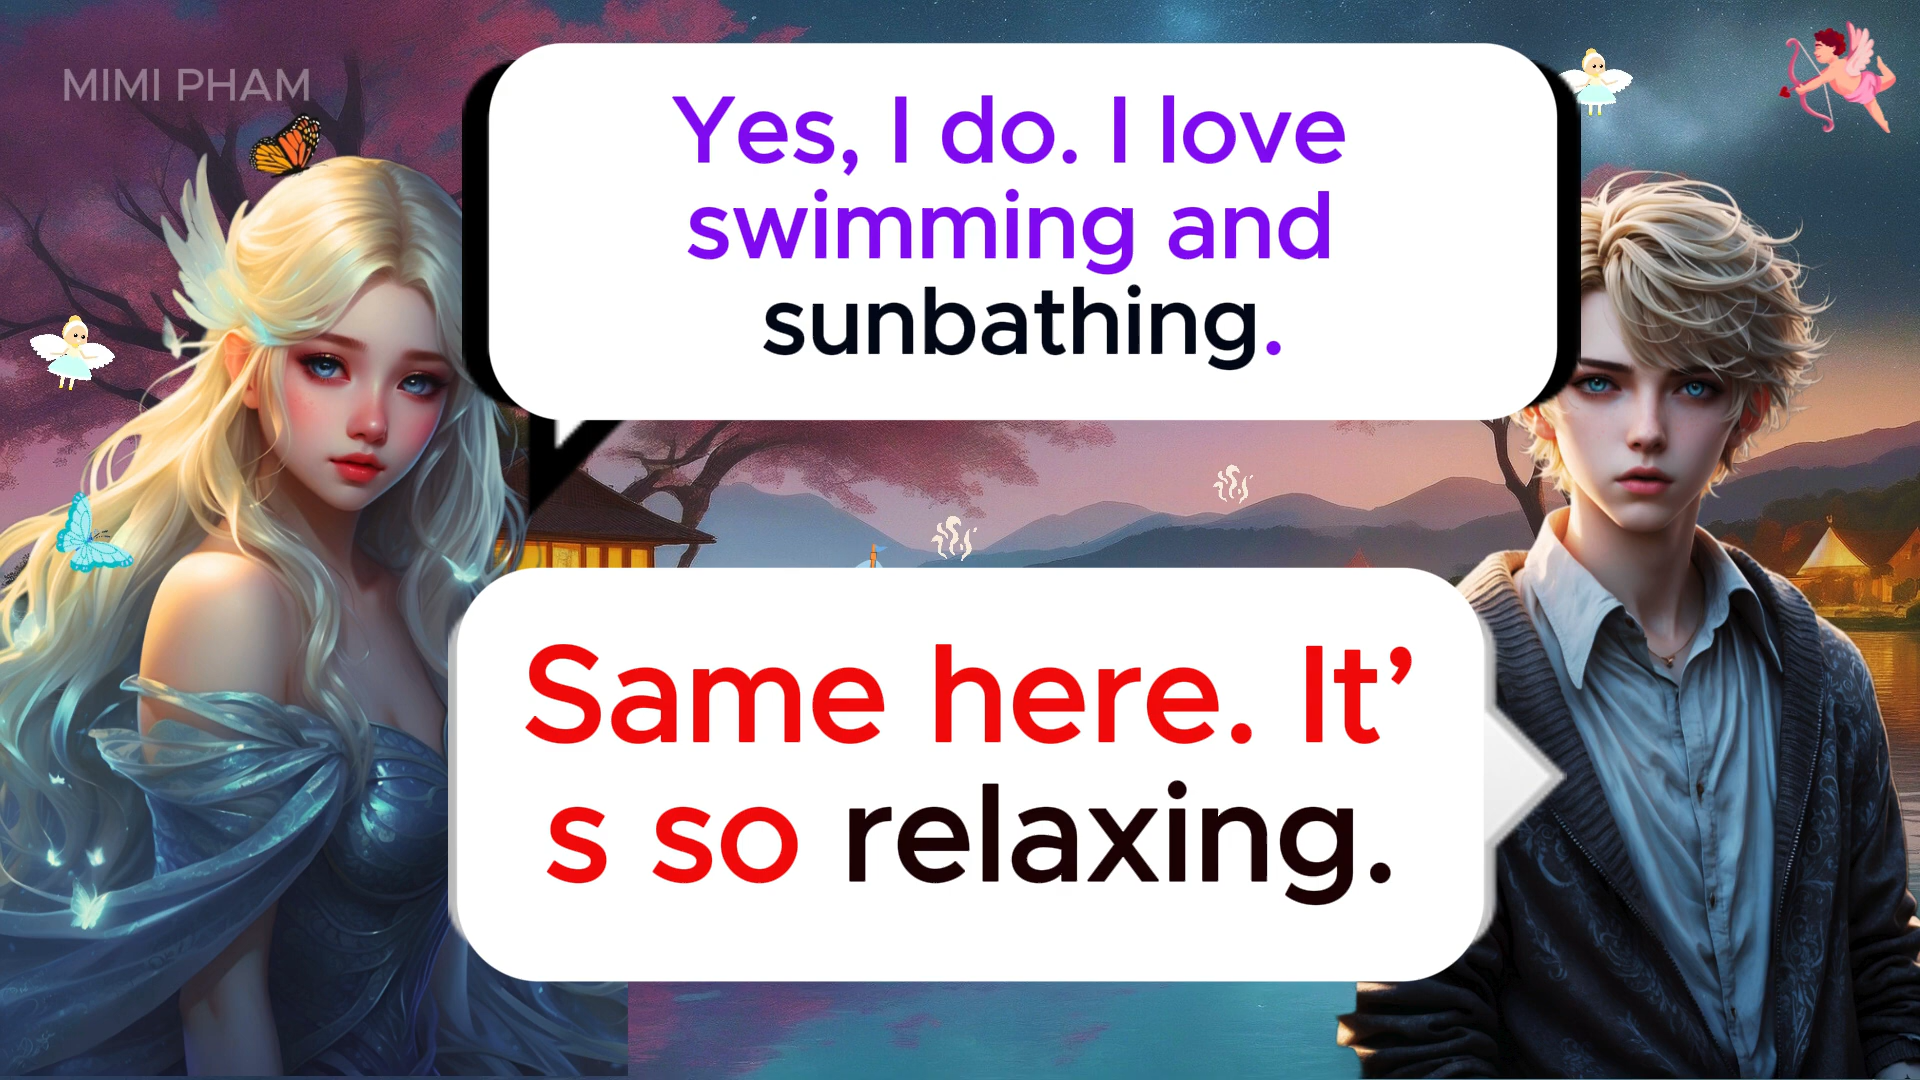 MIMI PHAM
Yes, I do. I love
swimming and
sunbathing.
Same here. It’
s so relaxing.